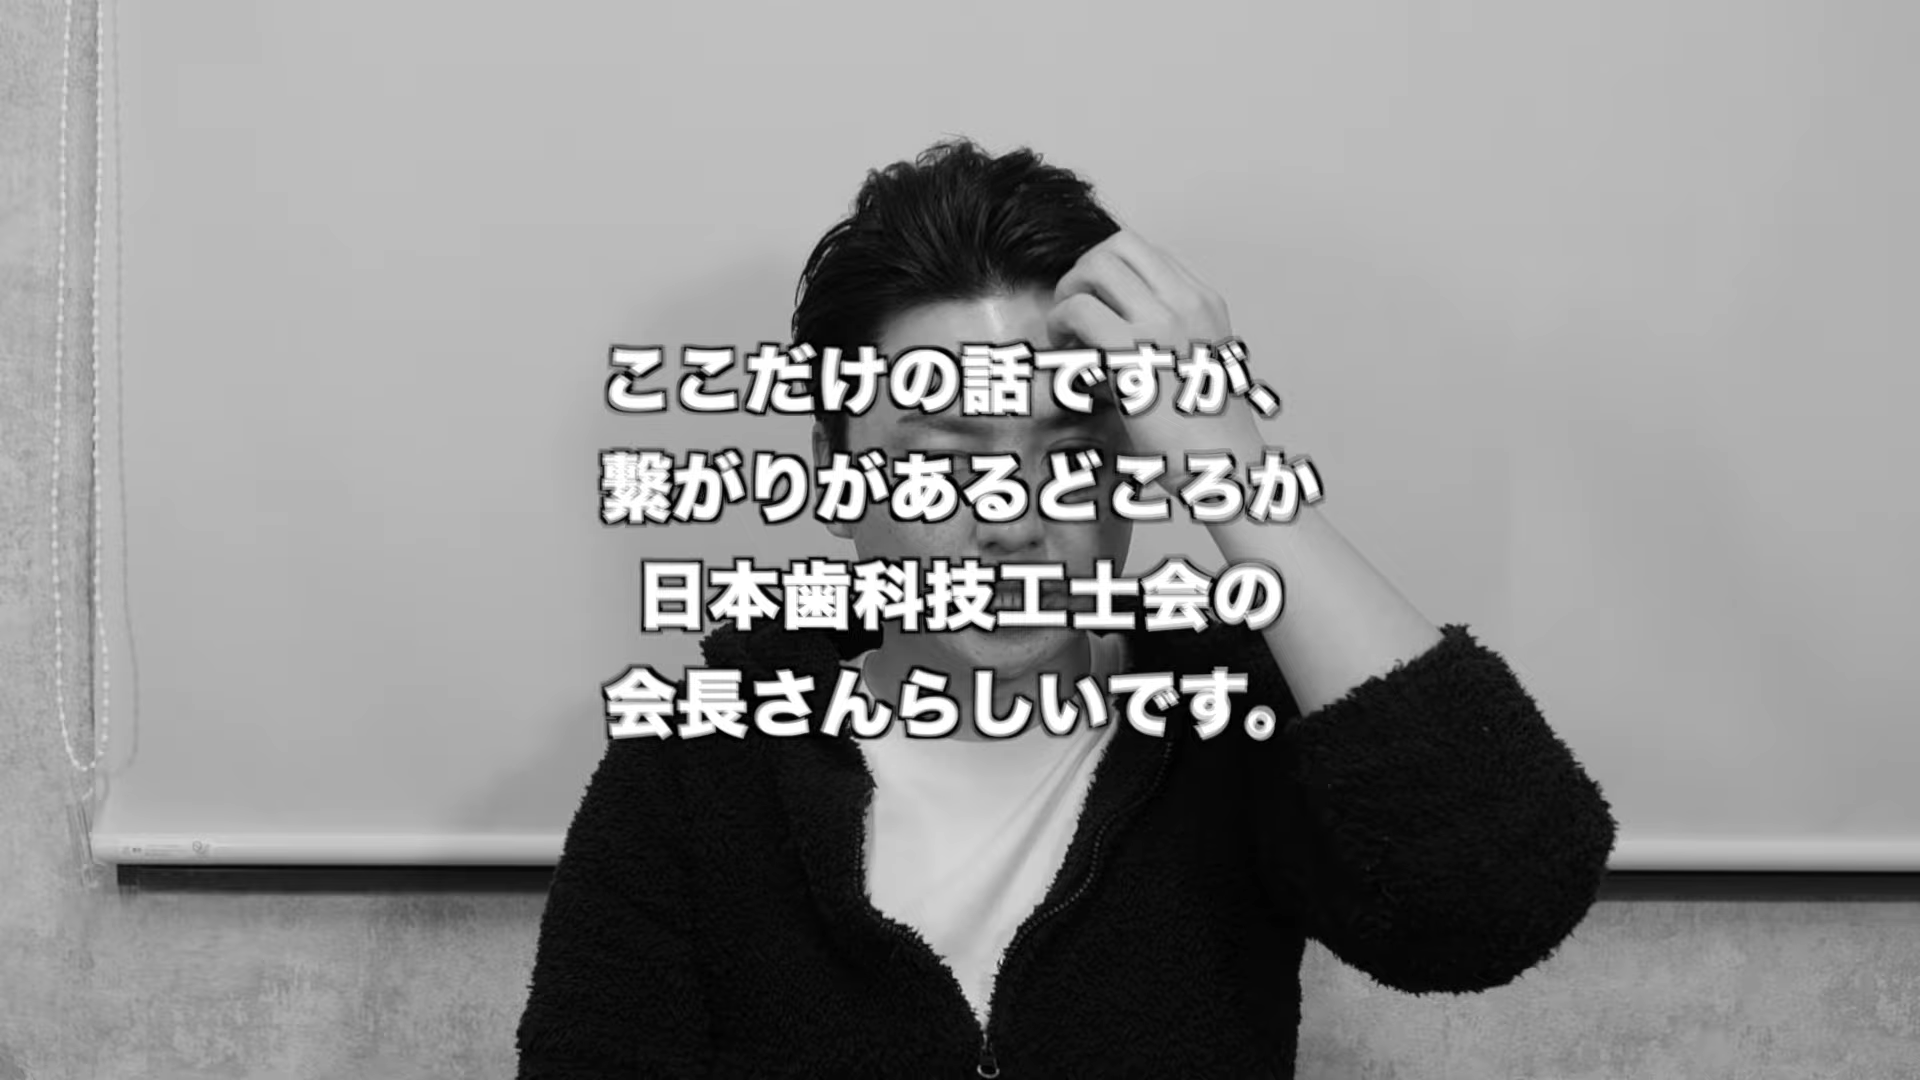 ここだけの話ですが、
繋がりがあるどころか
日本歯科技工士会の
会長さんらしいです。